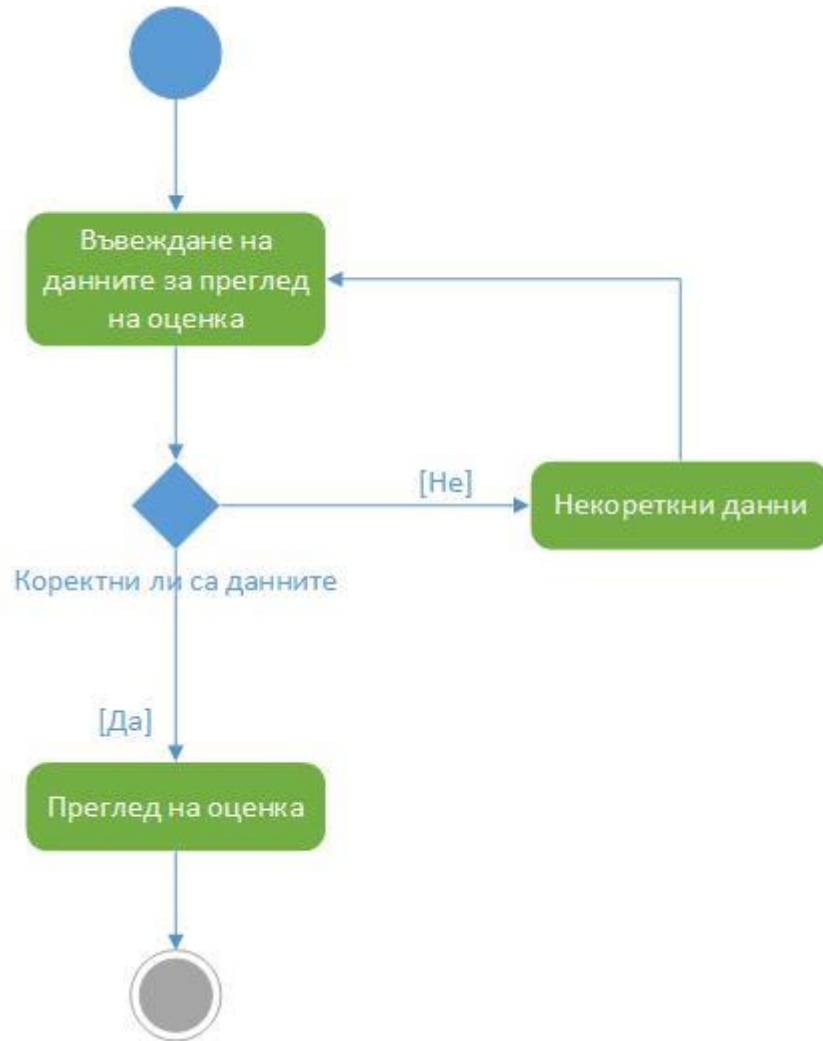 Въвеждане на
данните за преглед
на оценка
[Не]
Некореткни данни
Коректни ли са данните
[Да]
Преглед на оценка